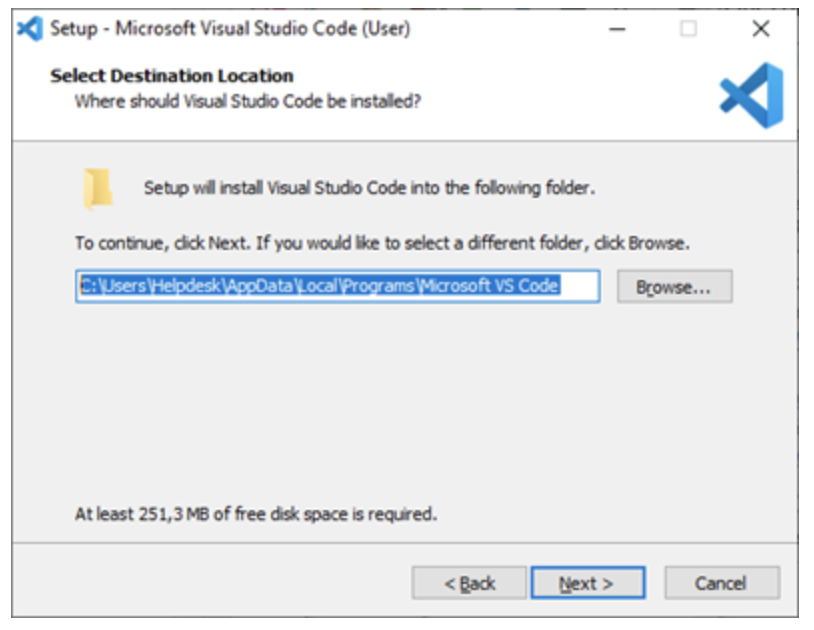 Setup - Microsoft Visual Studio Code (User)
Select Destination Location
Where should Visual Studio Code be installed?
Setup will install Visual Studio Code into the following folder.
To continue, click Next. If you would like to select a different folder, click Browse.
C:\Users\Helpdesk\AppData\Local\Programs\Microsoft VS Code
Browse...
At least 251,3 MB of free disk space is required.
< Back
Next >
Cancel